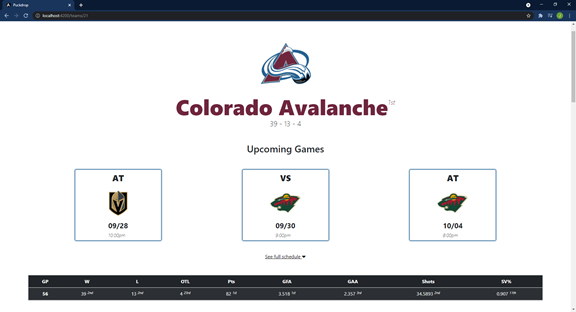 Puckdrop
localhost:4200/teams/21
Colorado Avalanche 1st
39 - 13 - 4
Upcoming Games
AT
VS
AT
09/28
09/30
10/04
10:00pm
8:00pm
8:00pm
See full schedule
GP W L OTL Pts GFA GAA Shots SV%
56 39 2nd 13 2nd 4 22nd 82 1st 3.518 1st 2.357 3rd 34.5893 2nd 0.907 11th